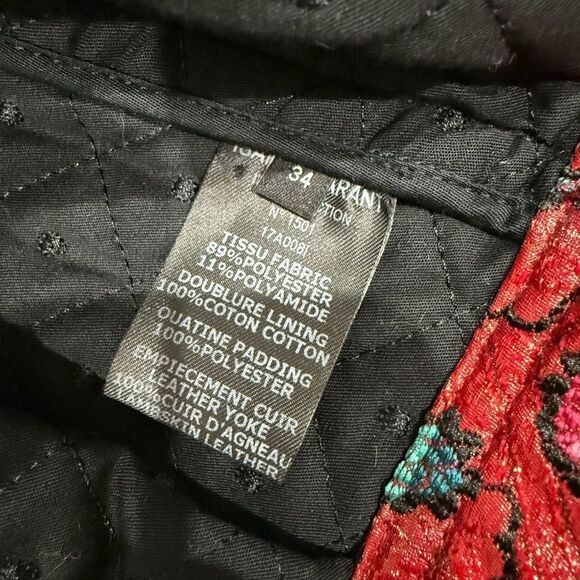 34
17A008I
TISSU FABRIC
89%POLYESTER
11%POLYAMIDE
DOUBLURE LINING
100%COTON COTTON
OUATINE PADDING
100%POLYESTER
EMPIECEMENT CUIR
LEATHER YOKE
100%CUIR D'AGNEAU
LAMBSKIN LEATHER